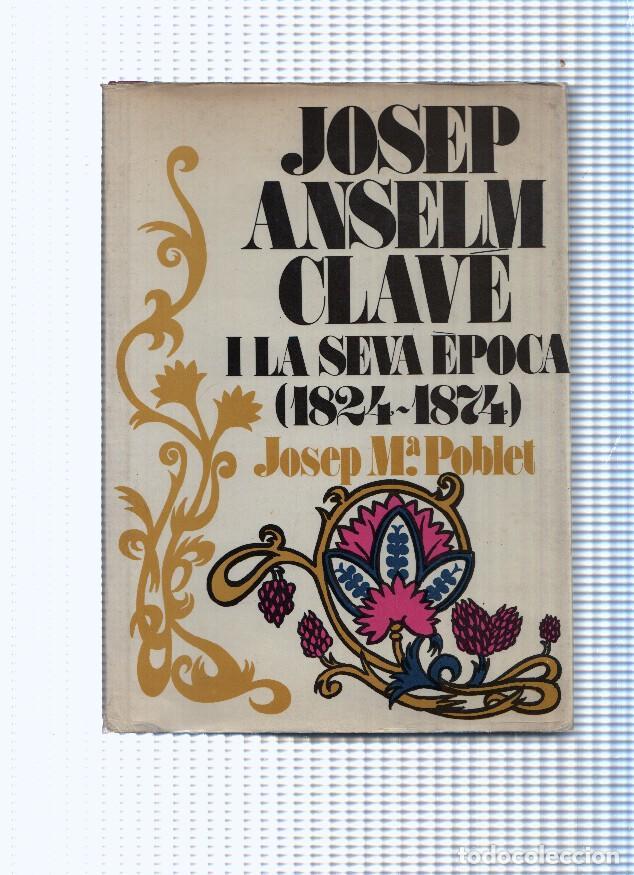 JOSEP
ANSELM
CLAVÉ
I LA SEVA ÈPOCA
(1824-1874)
Josep Mª. Poblet
todocoleccion